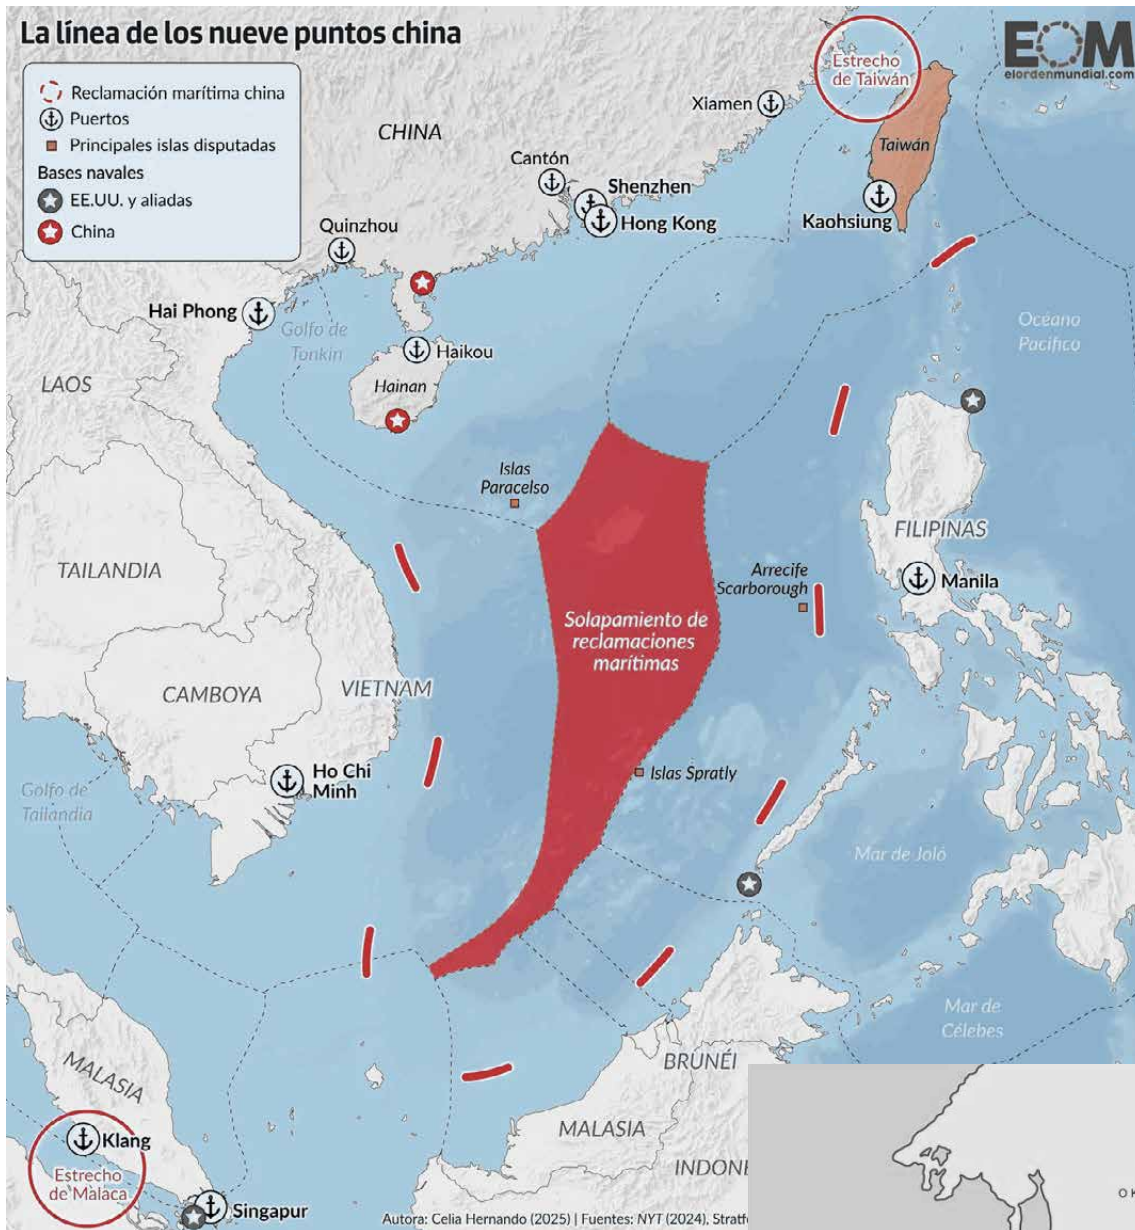 La línea de los nueve puntos china
EOM
elordenmundial.com
Reclamación marítima china
Puertos
Principales islas disputadas
Bases navales
EE.UU. y aliadas
China
Estrecho
de Taiwán
Xiamen
CHINA
Taiwán
Cantón
Shenzhen
Hong Kong
Kaohsiung
Quinzhou
Hai Phong
Golfo de
Tonkín
Océano
Pacífico
Haikou
LAOS
Hainan
Islas
Paracelso
FILIPINAS
TAILANDIA
Arrecife
Scarborough
Manila
Solapamiento de
reclamaciones
marítimas
CAMBOYA
VIETNAM
Ho Chi
Minh
Islas Spratly
Golfo de
Tailandia
Mar de Joló
Mar de
Célebes
MALASIA
BRUNÉI
Klang
MALASIA
Estrecho
de Malaca
INDONE
Singapur
Autora: Celia Hernando (2025) | Fuentes: NYT (2024), Stratf